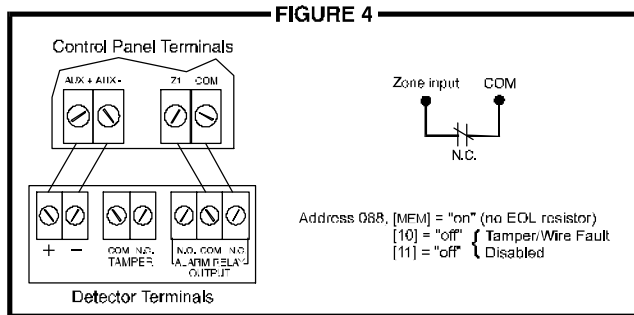 FIGURE 4
Control Panel Terminals
AUX + AUX -
Z1 COM
Zone input COM
N.C.
+ −
COM N.C.
TAMPER
N.O. COM N.C.
ALARM RELAY
OUTPUT
Detector Terminals
Address 088, [MEM] = "on" (no EOL resistor)
[10] = "off" { Tamper/Wire Fault
[11] = "off" { Disabled